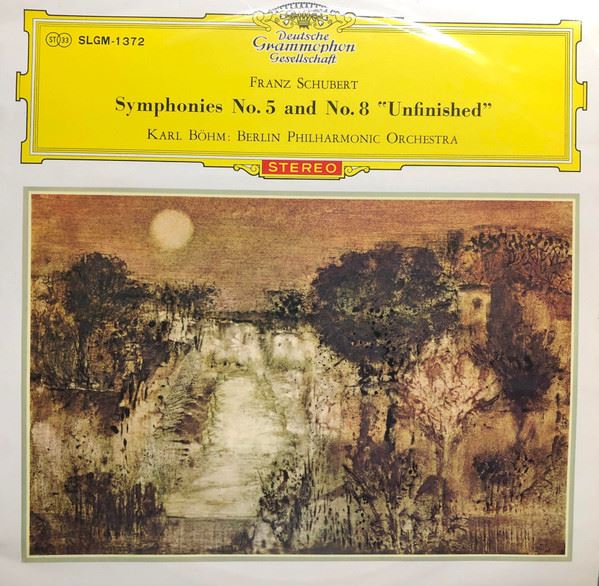 ST 33 SLGM-1372
Deutsche
Grammophon
Gesellschaft
FRANZ SCHUBERT
Symphonies No. 5 and No. 8 "Unfinished"
KARL BÖHM: BERLIN PHILHARMONIC ORCHESTRA
STEREO